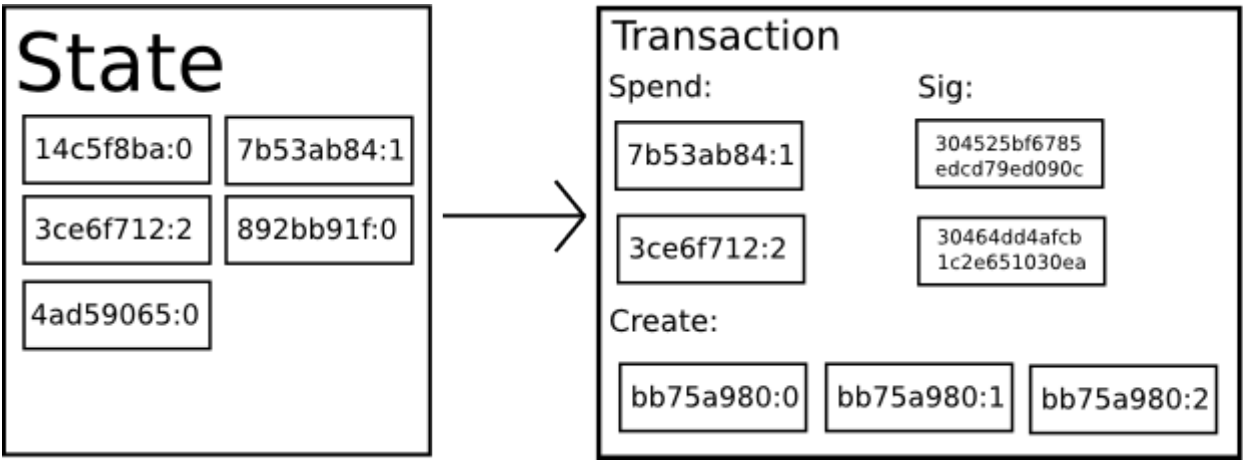 State
14c5f8ba:0
7b53ab84:1
3ce6f712:2
892bb91f:0
4ad59065:0
Transaction
Spend:
Sig:
7b53ab84:1
304525bf6785
edcd79ed090c
3ce6f712:2
30464dd4afcb
1c2e651030ea
Create:
bb75a980:0
bb75a980:1
bb75a980:2